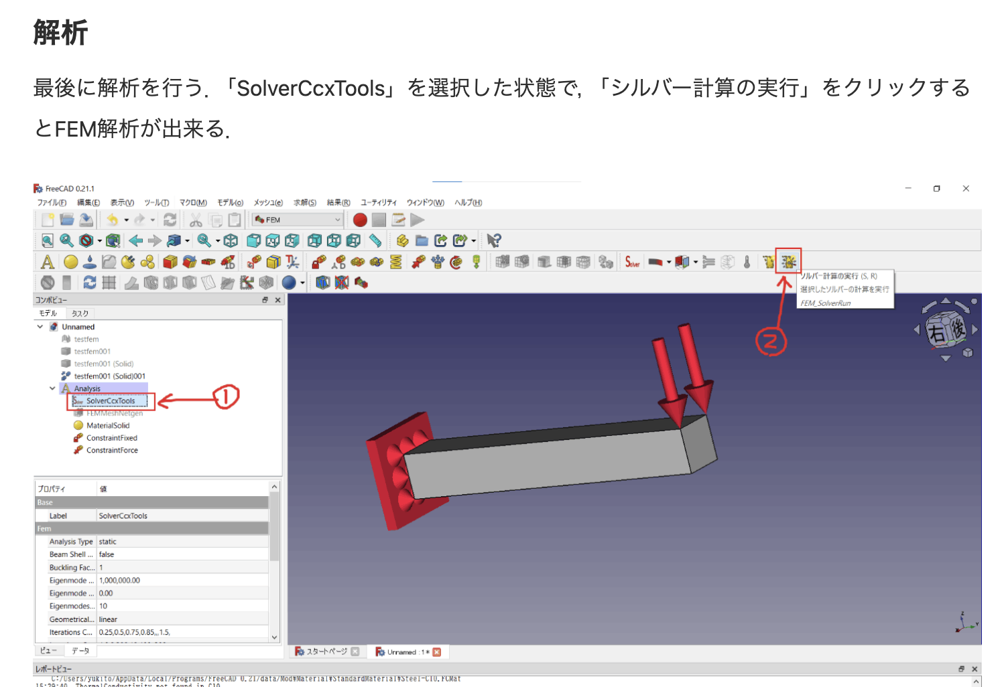 解析
最後に解析を行う．「SolverCcxTools」を選択した状態で，「シルバー計算の実行」をクリックする
とFEM解析が出来る．
FreeCAD 0.21.1
ファイル(F) 編集(E) 表示(V) ツール(T) マクロ(M) モデル(o) メッシュ(e) 求解(S) 結果(R) ユーティリティ ウィンドウ(W) ヘルプ(H)
FEM
Solver
ソルバー計算の実行 (S, R)
選択したソルバーの計算を実行
FEM_SolverRun
コンボビュー
モデル タスク
Unnamed
testfem
testfem001
testfem001 (Solid)
testfem001 (Solid)001
Analysis
SolverCcxTools
FEMMeshNetgen
MaterialSolid
ConstraintFixed
ConstraintForce
①
②
右 後
プロパティ 値
Base
Label SolverCcxTools
Fem
Analysis Type static
Beam Shell ... false
Buckling Fac... 1
Eigenmode ... 1,000,000.00
Eigenmode ... 0.00
Eigenmodes... 10
Geometrical... linear
Iterations C... 0.25,0.5,0.75,0.85,,,1.5,
ビュー データ
Z
Y
X
スタートページ Unnamed : 1*
レポートビュー
C:/Users/yukito/AppData/Local/Programs/FreeCAD 0.21/data/Mod¥Material¥StandardMaterial¥Steel-C10.FCMat
15:29:40 ThermalConductivity not found in C10